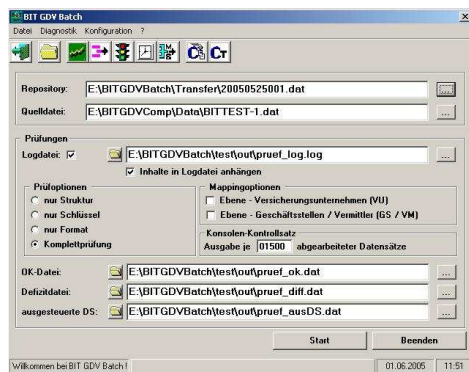 BIT GDV Batch
Datei Diagnostik Konfiguration ?
Repository: E:\BITGDVBatch\Transfer\20050525001.dat ...
Quelldatei: E:\BITGDVComp\Data\BITTEST-1.dat ...
Prüfungen
Logdatei: E:\BITGDVBatch\test\out\pruef_log.log ...
Inhalte in Logdatei anhängen
Prüfoptionen
nur Struktur
nur Schlüssel
nur Format
Komplettprüfung
Mappingoptionen
Ebene - Versicherungsunternehmen (VU)
Ebene - Geschäftsstellen / Vermittler (GS / VM)
Konsolen-Kontrollsatz
Ausgabe je 01500 abgearbeiteter Datensätze
OK-Datei: E:\BITGDVBatch\test\out\pruef_ok.dat ...
Defizitdatei: E:\BITGDVBatch\test\out\pruef_diff.dat ...
ausgesteuerte DS: E:\BITGDVBatch\test\out\pruef_ausDS.dat ...
Start Beenden
Willkommen bei BIT GDV Batch ! 01.06.2005 11:51